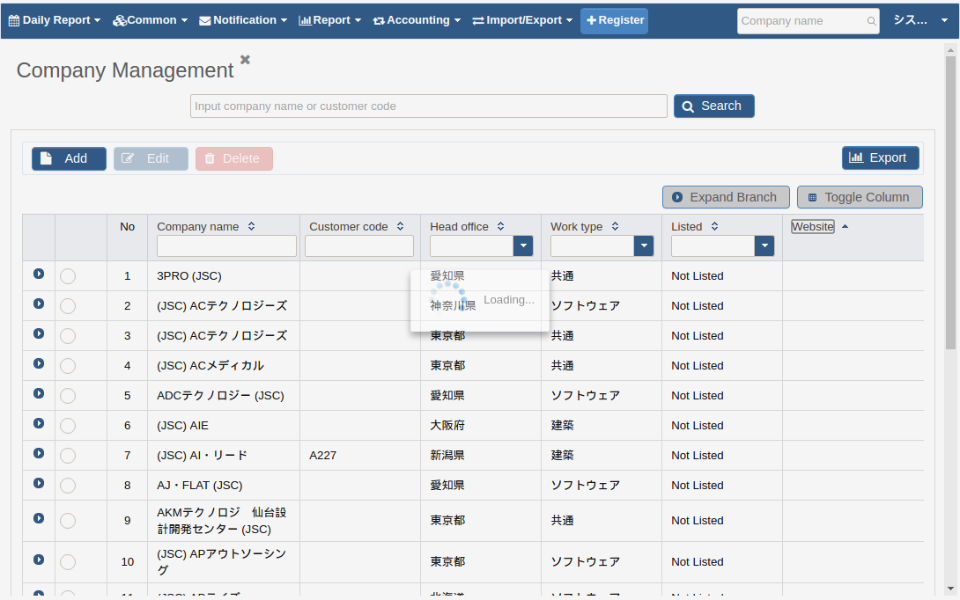 Daily Report Common Notification Report Accounting Import/Export Register Company name シス...
Company Management
Input company name or customer code Search
Add Edit Delete Export
Expand Branch Toggle Column
No Company name Customer code Head office Work type Listed Website
1 3PRO (JSC) 愛知県 共通 Not Listed
Loading...
2 (JSC) ACテクノロジーズ 神奈川県 ソフトウェア Not Listed
3 (JSC) ACテクノロジーズ 東京都 共通 Not Listed
4 (JSC) ACメディカル 東京都 共通 Not Listed
5 ADCテクノロジー (JSC) 愛知県 ソフトウェア Not Listed
6 (JSC) AIE 大阪府 建築 Not Listed
7 (JSC) AI・リード A227 新潟県 建築 Not Listed
8 AJ・FLAT (JSC) 愛知県 ソフトウェア Not Listed
9 AKMテクノロジ 仙台設
計開発センター (JSC) 東京都 共通 Not Listed
10 (JSC) APアウトソーシン
グ 東京都 ソフトウェア Not Listed